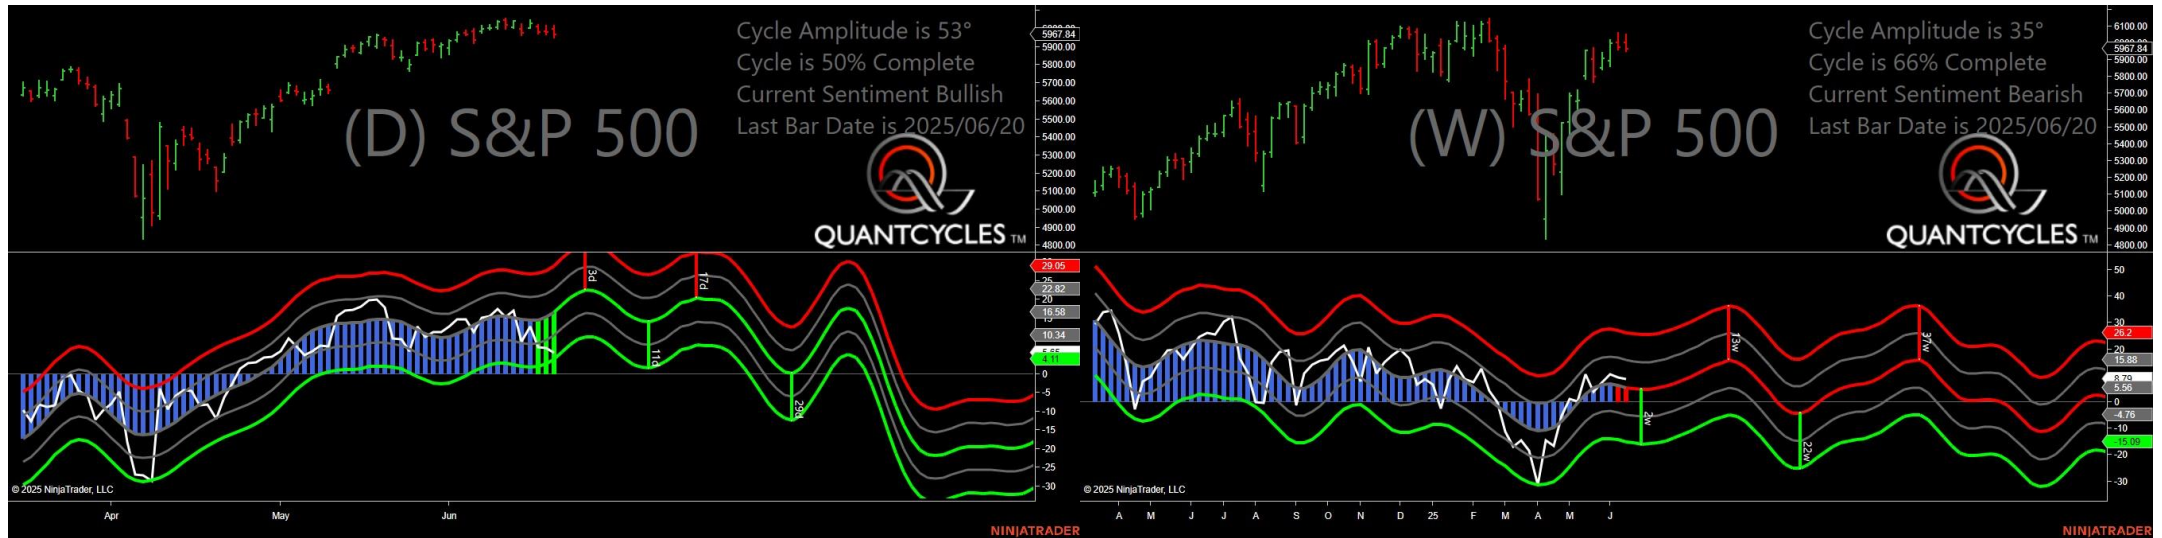 Cycle Amplitude is 53°
Cycle is 50% Complete
Current Sentiment Bullish
Last Bar Date is 2025/06/20
(D) S&P 500
QUANTCYCLES TM
5967.84
5900.00
5800.00
5700.00
5600.00
5500.00
5400.00
5300.00
5200.00
5100.00
5000.00
4900.00
4800.00
29.05
25
22.82
20
16.58
10.34
4.11
0
-5
-10
-15
-20
-25
-30
3d
11d
17d
29d
© 2025 NinjaTrader, LLC
Apr
May
Jun
NINJATRADER
Cycle Amplitude is 35°
Cycle is 66% Complete
Current Sentiment Bearish
Last Bar Date is 2025/06/20
(W) S&P 500
QUANTCYCLES TM
6100.00
5967.84
5900.00
5800.00
5700.00
5600.00
5500.00
5400.00
5300.00
5200.00
5100.00
5000.00
4900.00
4800.00
50
40
30
26.2
20
15.88
5.56
0
-4.76
-10
-15.09
-20
-30
2w
13w
22w
37w
© 2025 NinjaTrader, LLC
A M J J A S O N D 25 F M A M J
NINJATRADER